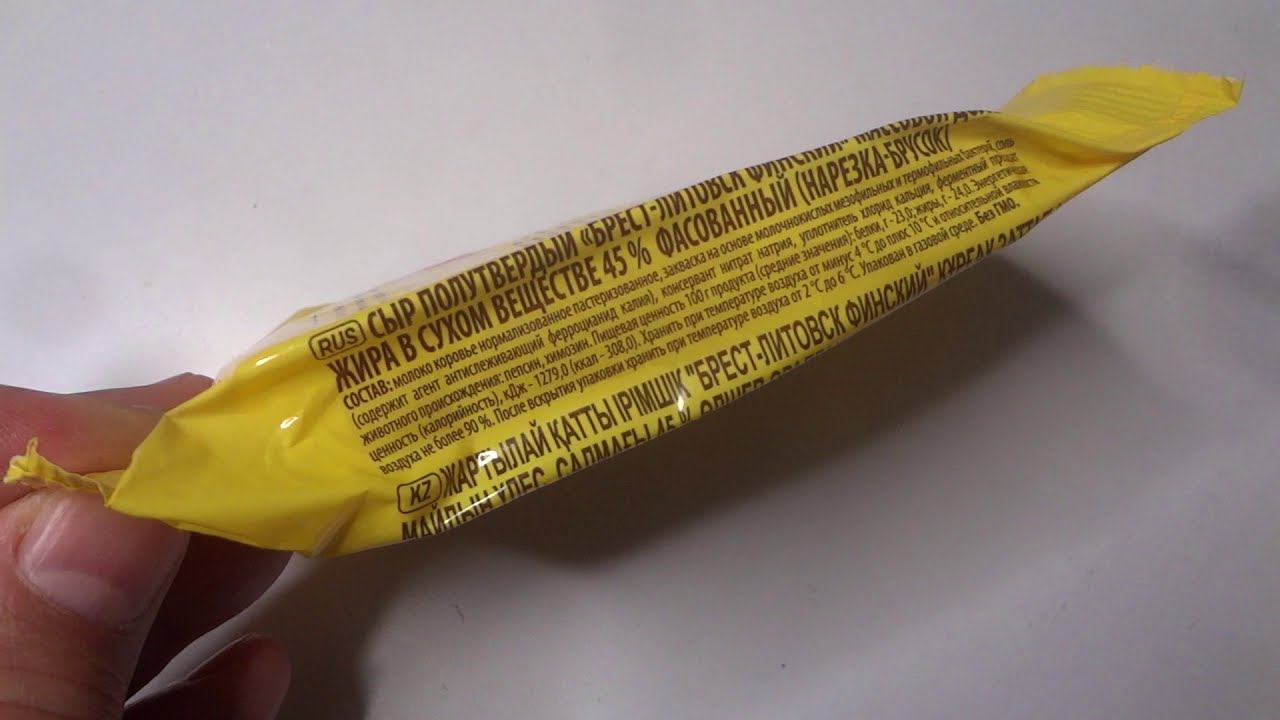 RUS СЫР ПОЛУТВЕРДЫЙ «БРЕСТ-ЛИТОВСК ФИНСКИЙ» МАССОВОЙ
ЖИРА В СУХОМ ВЕЩЕСТВЕ 45 % ФАСОВАННЫЙ (НАРЕЗКА-БРУСОК)
СОСТАВ: молоко коровье нормализованное пастеризованное, закваска на основе молочнокислых мезофильных и термофильных бактерий, соль
(содержит агент антислеживающий ферроцианид калия), консервант нитрат натрия, уплотнитель хлорид кальция, ферментный препарат
животного происхождения: пепсин, химозин. Пищевая ценность 100 г продукта (средние значения): белки, г - 23,0; жиры, г - 24,0. Энергетическая
ценность (калорийность), кДж - 1279,0 (ккал - 308,0). Хранить при температуре воздуха от минус 4 °С до плюс 10 °С и относительной влажности
воздуха не более 90 %. После вскрытия упаковки хранить при температуре воздуха от 2 °С до 6 °С. Упакован в газовой среде. Без ГМО.
KZ ЖАРТЫЛАЙ ҚАТТЫ ІРІМШІК "БРЕСТ-ЛИТОВСК ФИНСКИЙ" ҚҰРҒАҚ
МАЙДЫҢ ҮЛЕС САЛМАҒЫ 45 %